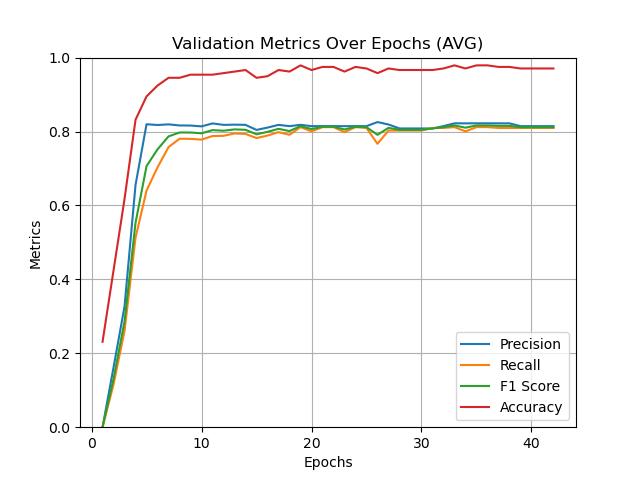 Validation Metrics Over Epochs (AVG)
1.0
0.8
0.6
0.4
0.2
0.0
Metrics
0
10
20
30
40
Epochs
Precision
Recall
F1 Score
Accuracy